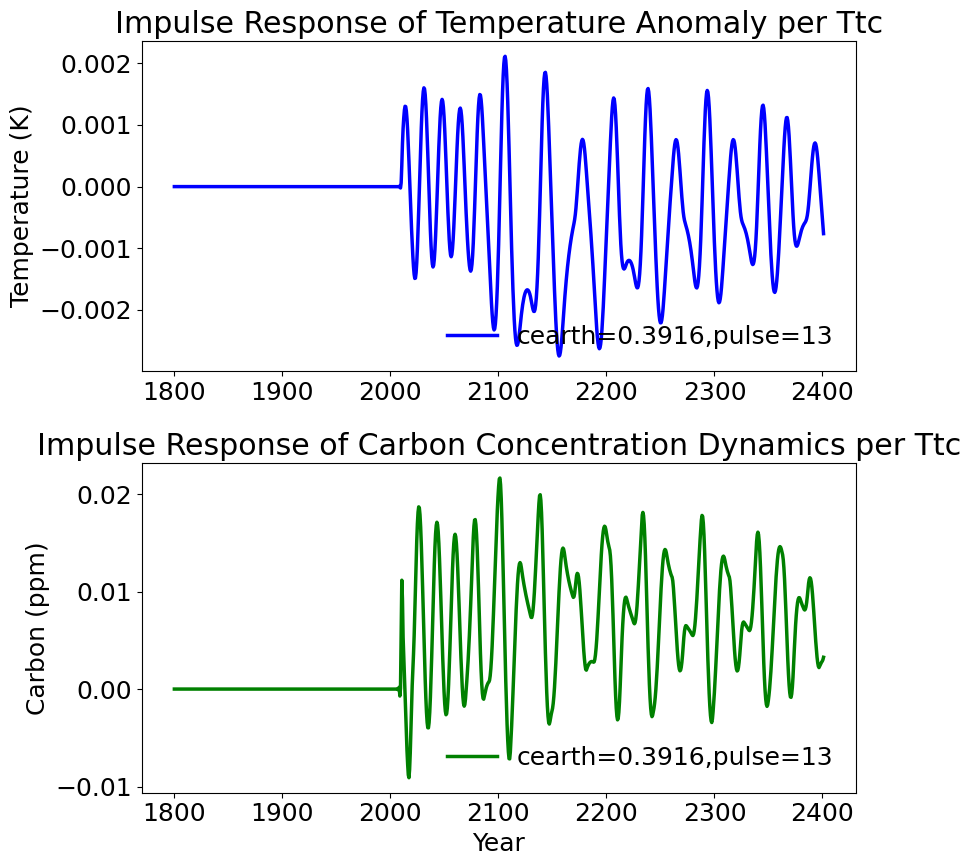 Impulse Response of Temperature Anomaly per Ttc
Temperature (K)
0.002
0.001
0.000
−0.001
−0.002
cearth=0.3916,pulse=13
1800 1900 2000 2100 2200 2300 2400
Impulse Response of Carbon Concentration Dynamics per Ttc
Carbon (ppm)
0.02
0.01
0.00
−0.01
cearth=0.3916,pulse=13
1800 1900 2000 2100 2200 2300 2400
Year